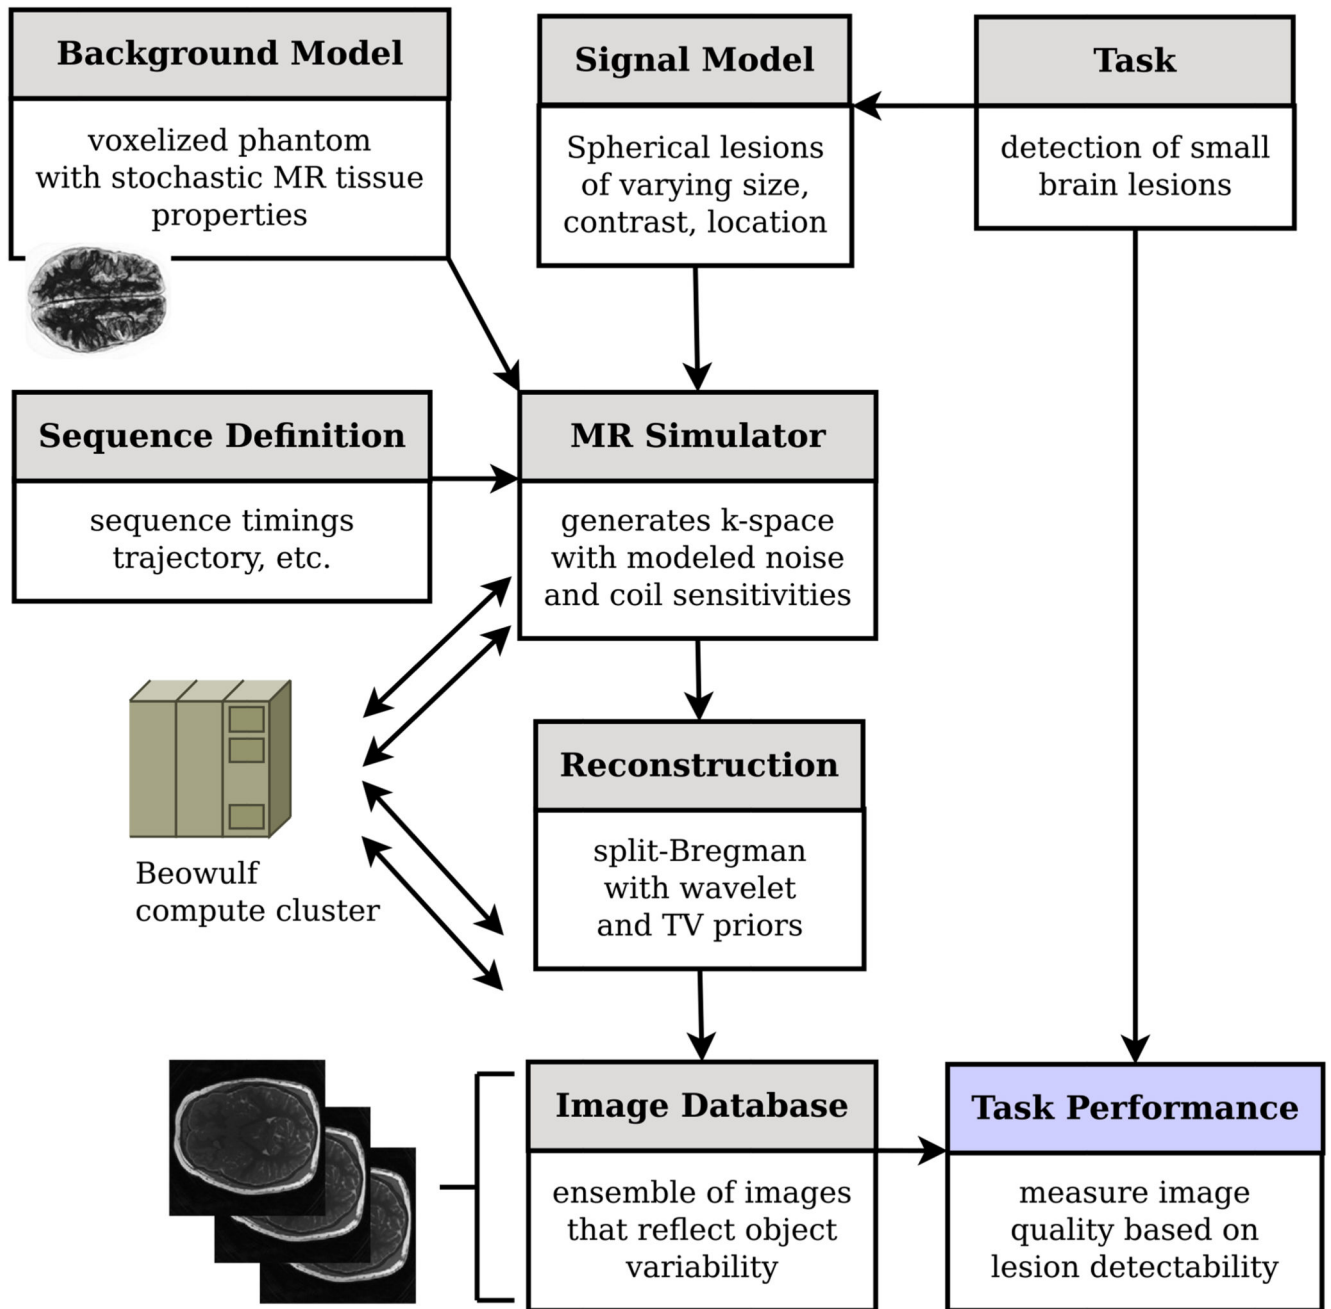 Background Model
voxelized phantom
with stochastic MR tissue
properties
Signal Model
Spherical lesions
of varying size,
contrast, location
Task
detection of small
brain lesions
Sequence Definition
sequence timings
trajectory, etc.
MR Simulator
generates k-space
with modeled noise
and coil sensitivities
Beowulf
compute cluster
Reconstruction
split-Bregman
with wavelet
and TV priors
Image Database
ensemble of images
that reflect object
variability
Task Performance
measure image
quality based on
lesion detectability